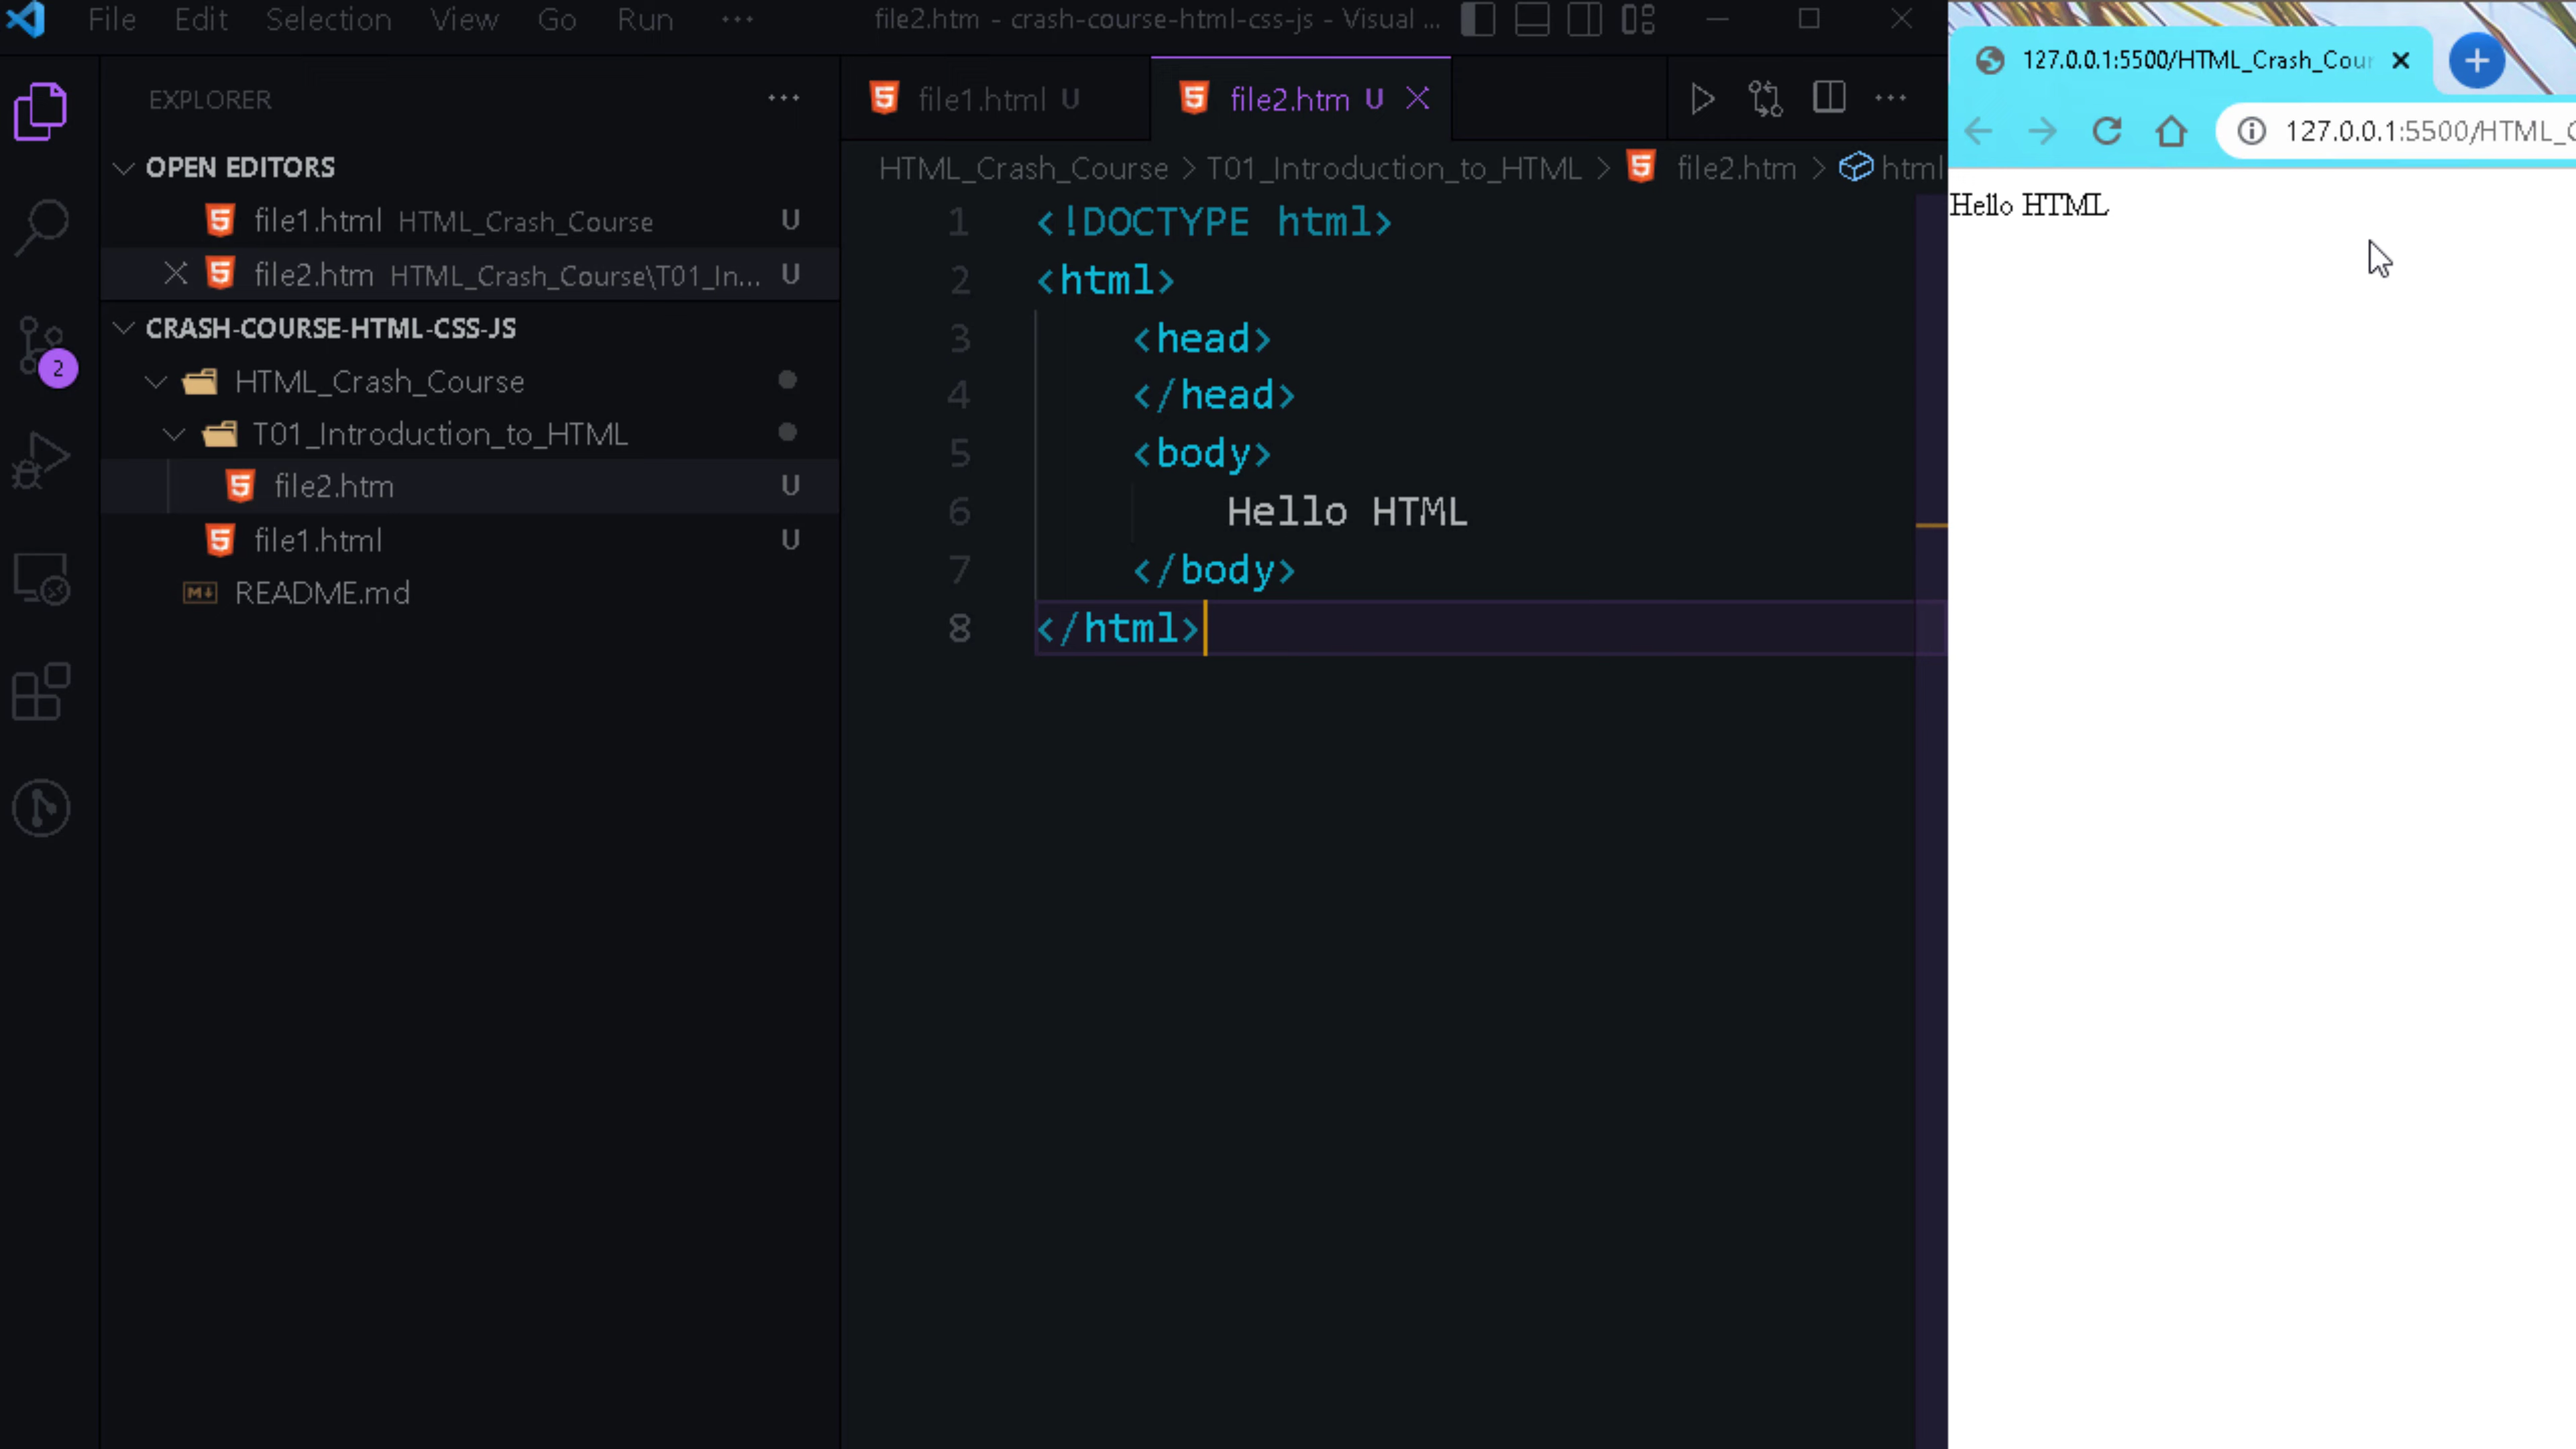 File Edit Selection View Go Run ···
file2.htm - crash-course-html-css-js - Visual ...
EXPLORER
OPEN EDITORS
file1.html HTML_Crash_Course U
file2.htm HTML_Crash_Course\T01_In... U
CRASH-COURSE-HTML-CSS-JS
HTML_Crash_Course
T01_Introduction_to_HTML
file2.htm U
file1.html U
README.md
2
file1.html U
file2.htm U
HTML_Crash_Course > T01_Introduction_to_HTML > file2.htm > html
1 <!DOCTYPE html>
2 <html>
3 <head>
4 </head>
5 <body>
6 Hello HTML
7 </body>
8 </html>
127.0.0.1:5500/HTML_Crash_Cour
127.0.0.1:5500/HTML_C
Hello HTML